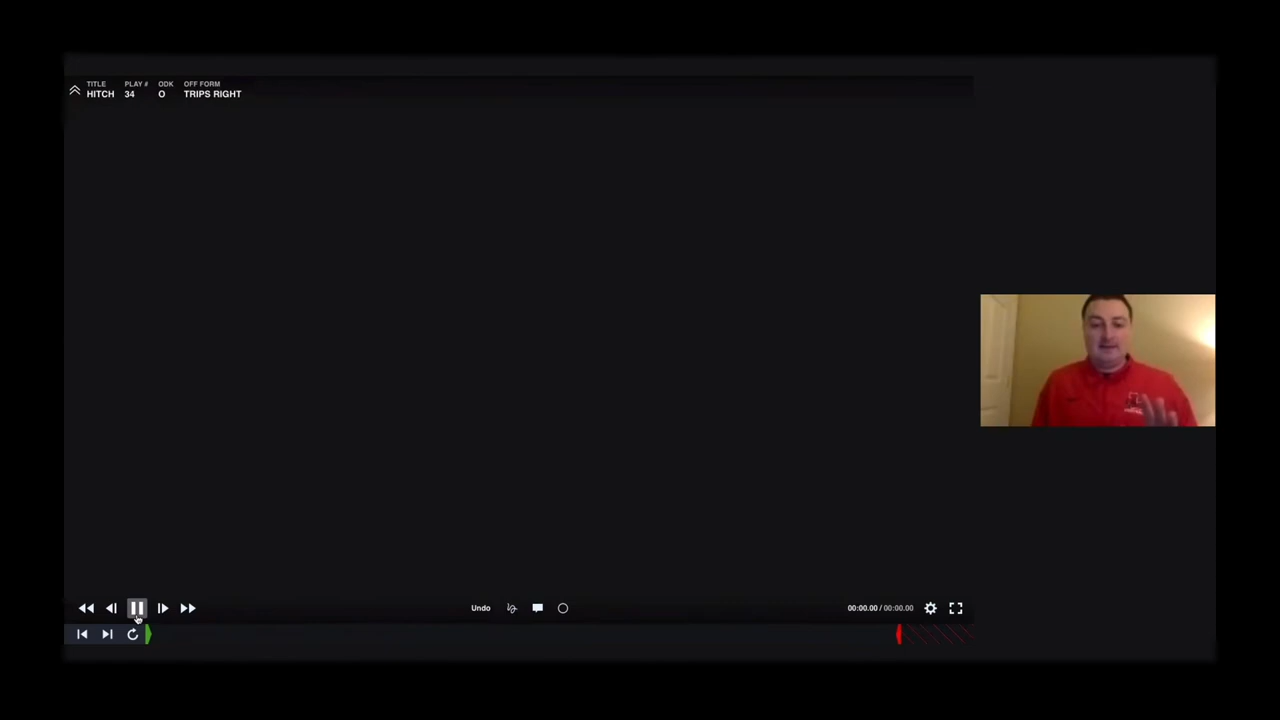 TITLE PLAY # ODK OFF FORM
HITCH 34 O TRIPS RIGHT
Undo 00:00.00 / 00:00.00